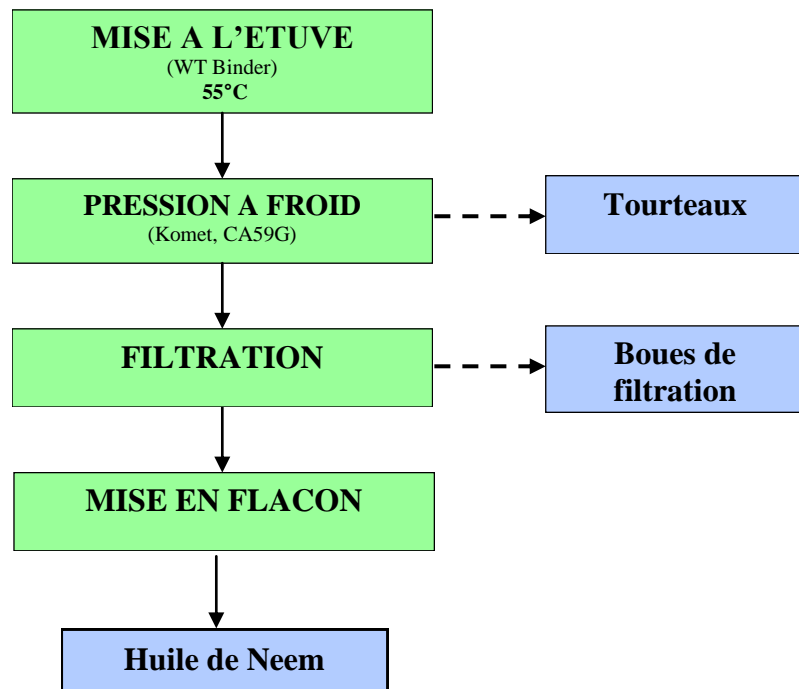 MISE A L'ETUVE
(WT Binder)
55°C
PRESSION A FROID
(Komet, CA59G)
Tourteaux
FILTRATION
Boues de
filtration
MISE EN FLACON
Huile de Neem